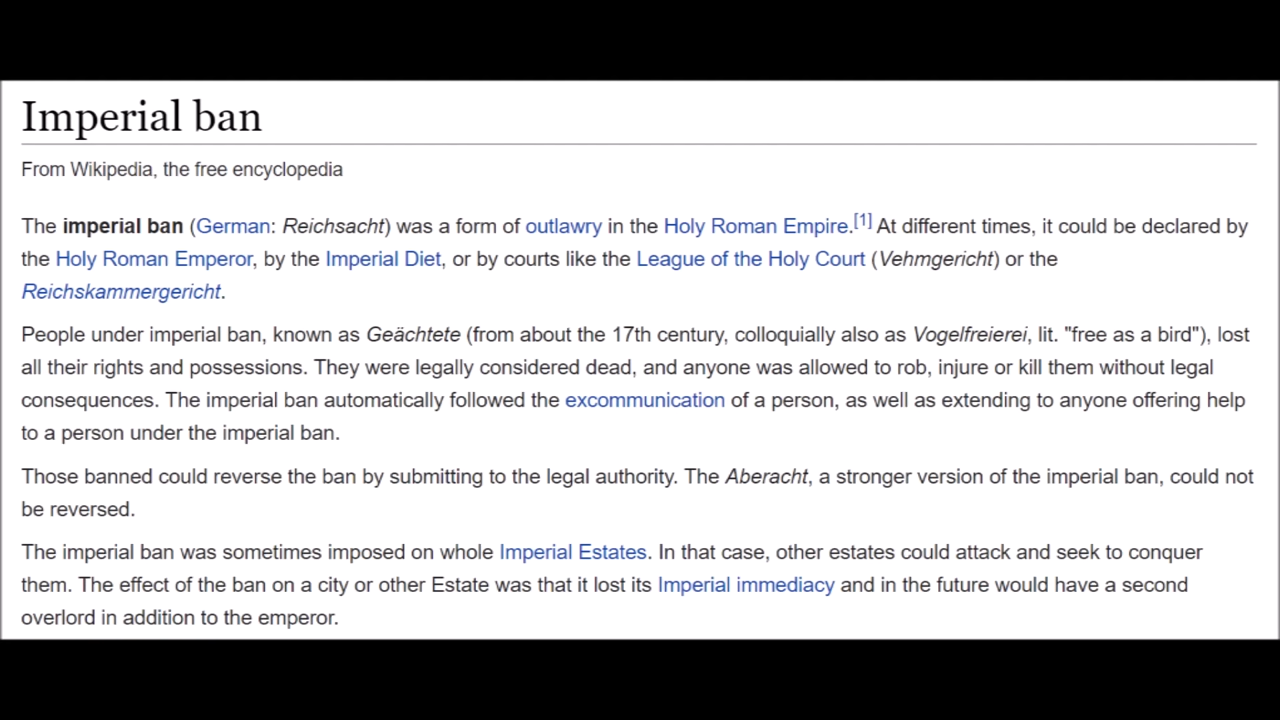 Imperial ban
From Wikipedia, the free encyclopedia
The imperial ban (German: Reichsacht) was a form of outlawry in the Holy Roman Empire.[1] At different times, it could be declared by
the Holy Roman Emperor, by the Imperial Diet, or by courts like the League of the Holy Court (Vehmgericht) or the
Reichskammergericht.
People under imperial ban, known as Geächtete (from about the 17th century, colloquially also as Vogelfreierei, lit. "free as a bird"), lost
all their rights and possessions. They were legally considered dead, and anyone was allowed to rob, injure or kill them without legal
consequences. The imperial ban automatically followed the excommunication of a person, as well as extending to anyone offering help
to a person under the imperial ban.
Those banned could reverse the ban by submitting to the legal authority. The Aberacht, a stronger version of the imperial ban, could not
be reversed.
The imperial ban was sometimes imposed on whole Imperial Estates. In that case, other estates could attack and seek to conquer
them. The effect of the ban on a city or other Estate was that it lost its Imperial immediacy and in the future would have a second
overlord in addition to the emperor.